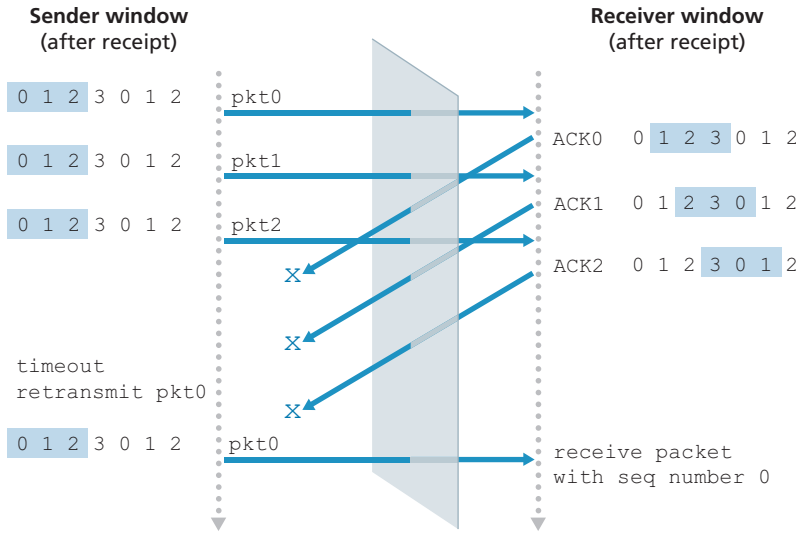 Sender window
(after receipt)
Receiver window
(after receipt)
0 1 2 3 0 1 2
pkt0
ACK0 0 1 2 3 0 1 2
0 1 2 3 0 1 2
pkt1
ACK1 0 1 2 3 0 1 2
0 1 2 3 0 1 2
pkt2
ACK2 0 1 2 3 0 1 2
X
X
X
timeout
retransmit pkt0
0 1 2 3 0 1 2
pkt0
receive packet
with seq number 0